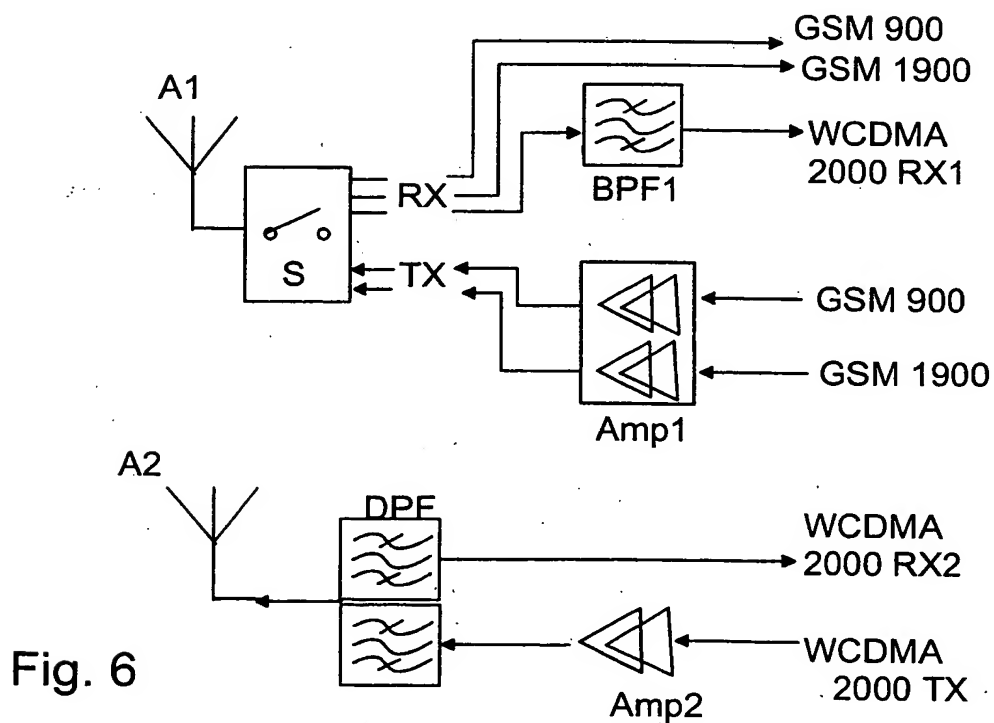 GSM 900
GSM 1900
A1
WCDMA
2000 RX1
RX
BPF1
S
TX
GSM 900
GSM 1900
Amp1
A2
DPF
WCDMA
2000 RX2
WCDMA
2000 TX
Amp2
Fig. 6